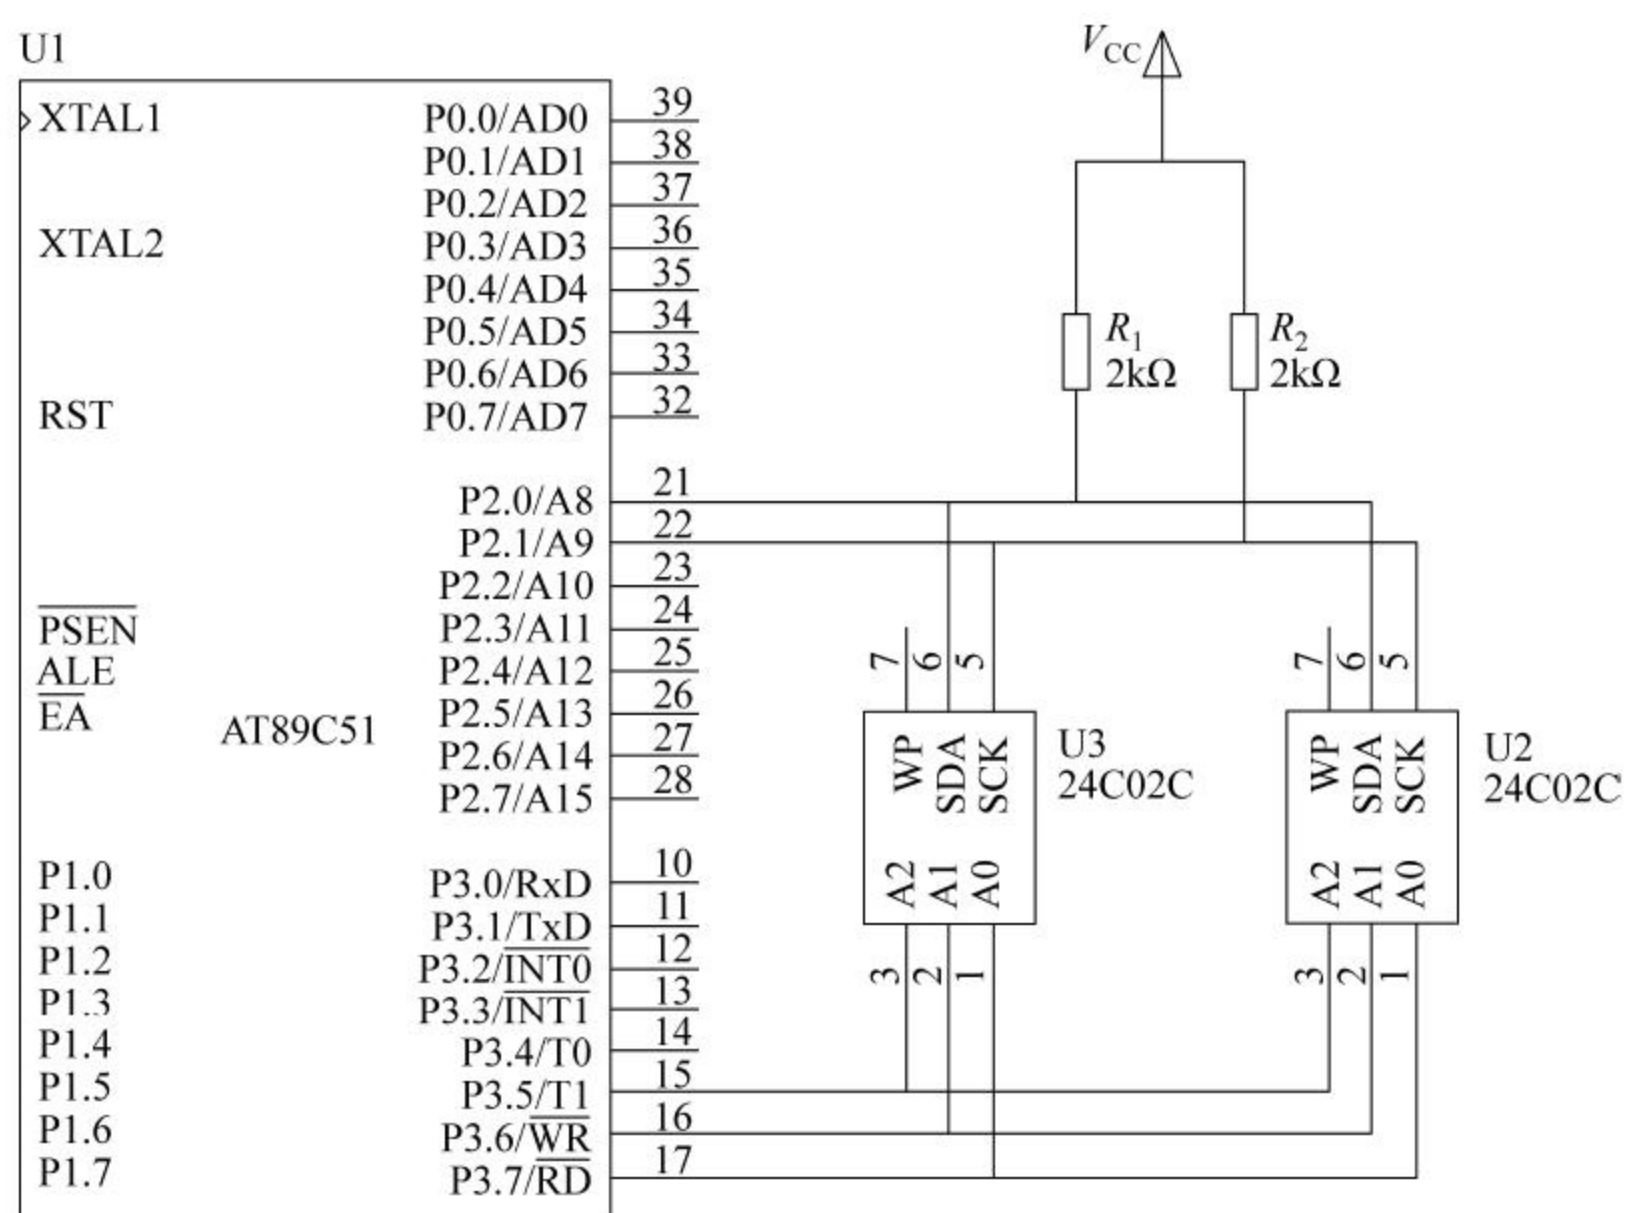 U1
XTAL1
XTAL2
RST
PSEN
ALE
EA
AT89C51
P1.0
P1.1
P1.2
P1.3
P1.4
P1.5
P1.6
P1.7
P0.0/AD0 39
P0.1/AD1 38
P0.2/AD2 37
P0.3/AD3 36
P0.4/AD4 35
P0.5/AD5 34
P0.6/AD6 33
P0.7/AD7 32
P2.0/A8 21
P2.1/A9 22
P2.2/A10 23
P2.3/A11 24
P2.4/A12 25
P2.5/A13 26
P2.6/A14 27
P2.7/A15 28
P3.0/RxD 10
P3.1/TxD 11
P3.2/INT0 12
P3.3/INT1 13
P3.4/T0 14
P3.5/T1 15
P3.6/WR 16
P3.7/RD 17
VCC
R1
2kΩ
R2
2kΩ
7 6 5
WP SDA SCK
A2 A1 A0
3 2 1
U3
24C02C
7 6 5
WP SDA SCK
A2 A1 A0
3 2 1
U2
24C02C